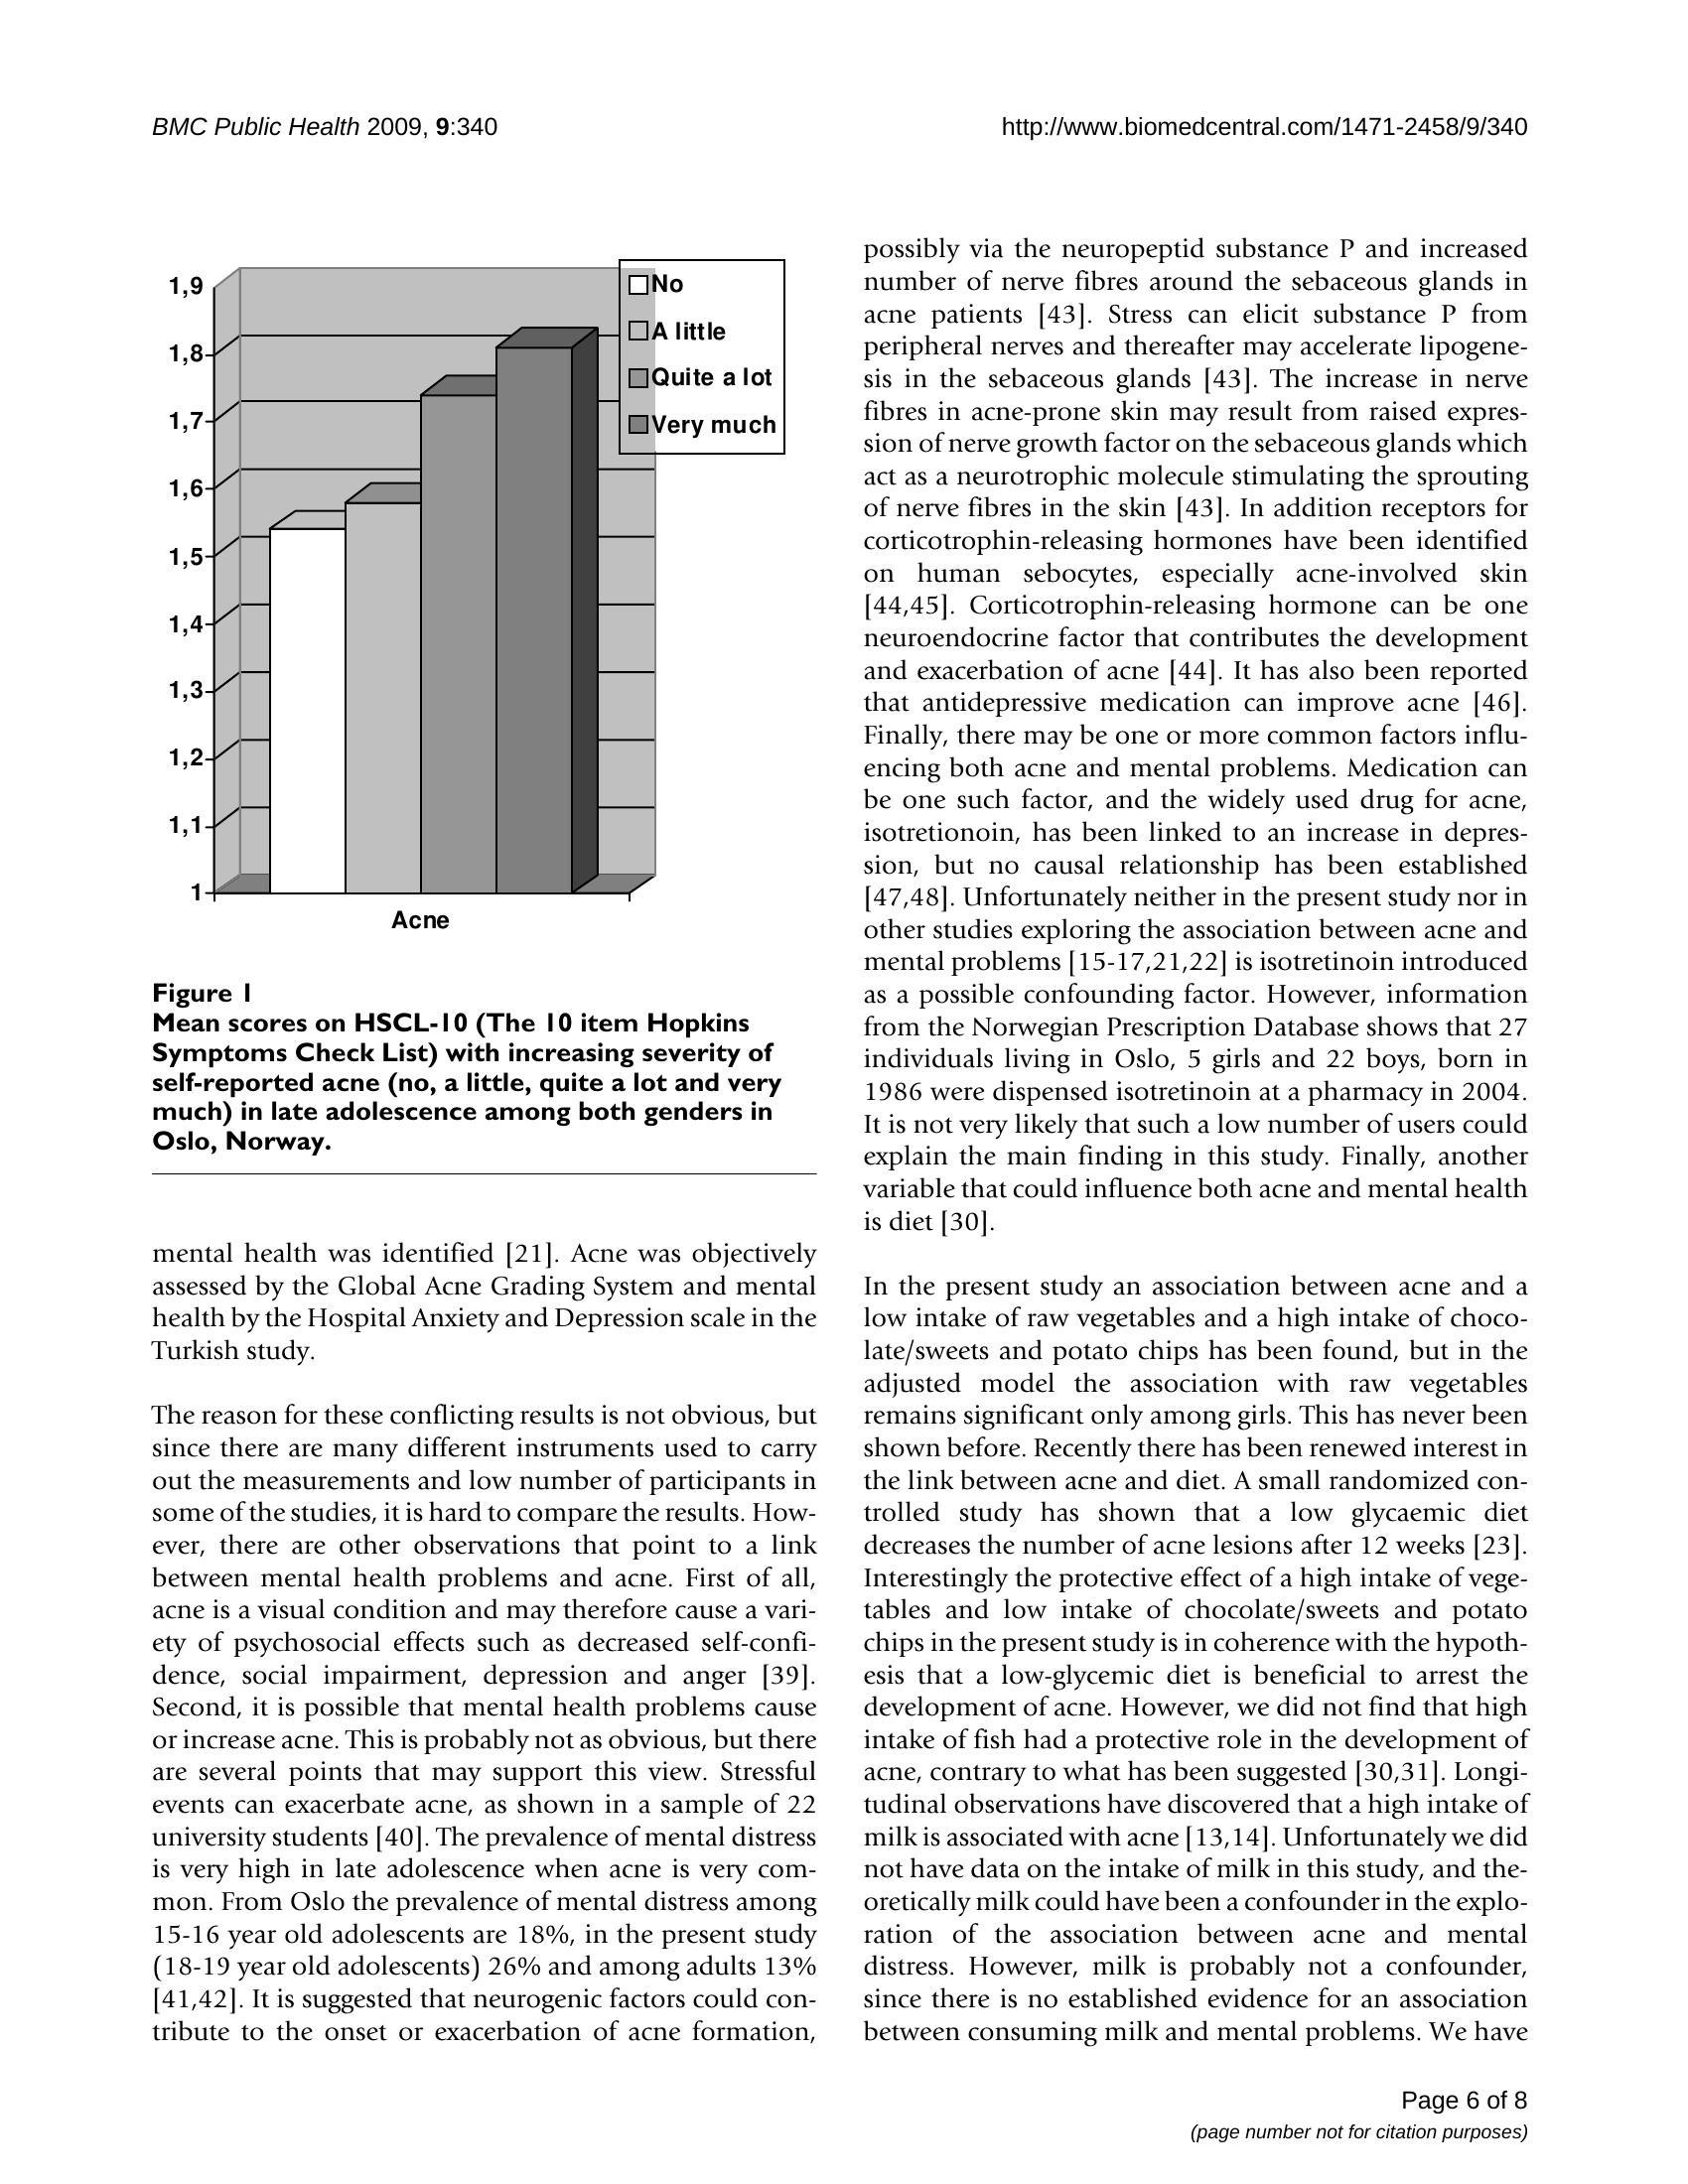 BMC Public Health 2009, 9:340
http://www.biomedcentral.com/1471-2458/9/340
1,9
1,8
1,7
1,6
1,5
1,4
1,3
1,2
1,1
1
No
A little
Quite a lot
Very much
Acne
Figure 1
Mean scores on HSCL-10 (The 10 item Hopkins
Symptoms Check List) with increasing severity of
self-reported acne (no, a little, quite a lot and very
much) in late adolescence among both genders in
Oslo, Norway.
mental health was identified [21]. Acne was objectively
assessed by the Global Acne Grading System and mental
health by the Hospital Anxiety and Depression scale in the
Turkish study.
The reason for these conflicting results is not obvious, but
since there are many different instruments used to carry
out the measurements and low number of participants in
some of the studies, it is hard to compare the results. How-
ever, there are other observations that point to a link
between mental health problems and acne. First of all,
acne is a visual condition and may therefore cause a vari-
ety of psychosocial effects such as decreased self-confi-
dence, social impairment, depression and anger [39].
Second, it is possible that mental health problems cause
or increase acne. This is probably not as obvious, but there
are several points that may support this view. Stressful
events can exacerbate acne, as shown in a sample of 22
university students [40]. The prevalence of mental distress
is very high in late adolescence when acne is very com-
mon. From Oslo the prevalence of mental distress among
15-16 year old adolescents are 18%, in the present study
(18-19 year old adolescents) 26% and among adults 13%
[41,42]. It is suggested that neurogenic factors could con-
tribute to the onset or exacerbation of acne formation,
possibly via the neuropeptid substance P and increased
number of nerve fibres around the sebaceous glands in
acne patients [43]. Stress can elicit substance P from
peripheral nerves and thereafter may accelerate lipogene-
sis in the sebaceous glands [43]. The increase in nerve
fibres in acne-prone skin may result from raised expres-
sion of nerve growth factor on the sebaceous glands which
act as a neurotrophic molecule stimulating the sprouting
of nerve fibres in the skin [43]. In addition receptors for
corticotrophin-releasing hormones have been identified
on human sebocytes, especially acne-involved skin
[44,45]. Corticotrophin-releasing hormone can be one
neuroendocrine factor that contributes the development
and exacerbation of acne [44]. It has also been reported
that antidepressive medication can improve acne [46].
Finally, there may be one or more common factors influ-
encing both acne and mental problems. Medication can
be one such factor, and the widely used drug for acne,
isotretionoin, has been linked to an increase in depres-
sion, but no causal relationship has been established
[47,48]. Unfortunately neither in the present study nor in
other studies exploring the association between acne and
mental problems [15-17,21,22] is isotretinoin introduced
as a possible confounding factor. However, information
from the Norwegian Prescription Database shows that 27
individuals living in Oslo, 5 girls and 22 boys, born in
1986 were dispensed isotretinoin at a pharmacy in 2004.
It is not very likely that such a low number of users could
explain the main finding in this study. Finally, another
variable that could influence both acne and mental health
is diet [30].
In the present study an association between acne and a
low intake of raw vegetables and a high intake of choco-
late/sweets and potato chips has been found, but in the
adjusted model the association with raw vegetables
remains significant only among girls. This has never been
shown before. Recently there has been renewed interest in
the link between acne and diet. A small randomized con-
trolled study has shown that a low glycaemic diet
decreases the number of acne lesions after 12 weeks [23].
Interestingly the protective effect of a high intake of vege-
tables and low intake of chocolate/sweets and potato
chips in the present study is in coherence with the hypoth-
esis that a low-glycemic diet is beneficial to arrest the
development of acne. However, we did not find that high
intake of fish had a protective role in the development of
acne, contrary to what has been suggested [30,31]. Longi-
tudinal observations have discovered that a high intake of
milk is associated with acne [13,14]. Unfortunately we did
not have data on the intake of milk in this study, and the-
oretically milk could have been a confounder in the explo-
ration of the association between acne and mental
distress. However, milk is probably not a confounder,
since there is no established evidence for an association
between consuming milk and mental problems. We have
Page 6 of 8
(page number not for citation purposes)